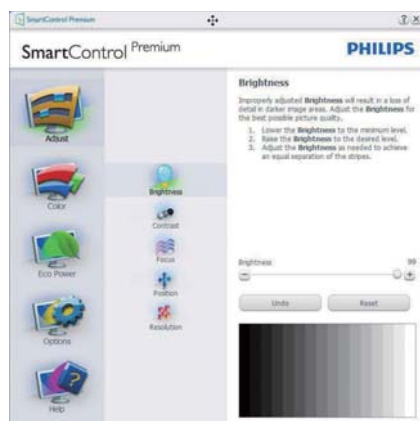 SmartControl Premium
SmartControl Premium
PHILIPS
Adjust
Color
Eco Power
Options
Help
Brightness
Contrast
Focus
Position
Resolution
Brightness
Improperly adjusted Brightness will result in a loss of
detail in darker image areas. Adjust the Brightness for
the best possible picture quality.
1. Lower the Brightness to the minimum level.
2. Raise the Brightness to the desired level.
3. Adjust the Brightness as needed to achieve
an equal separation of the stripes.
Brightness 99
Undo Reset